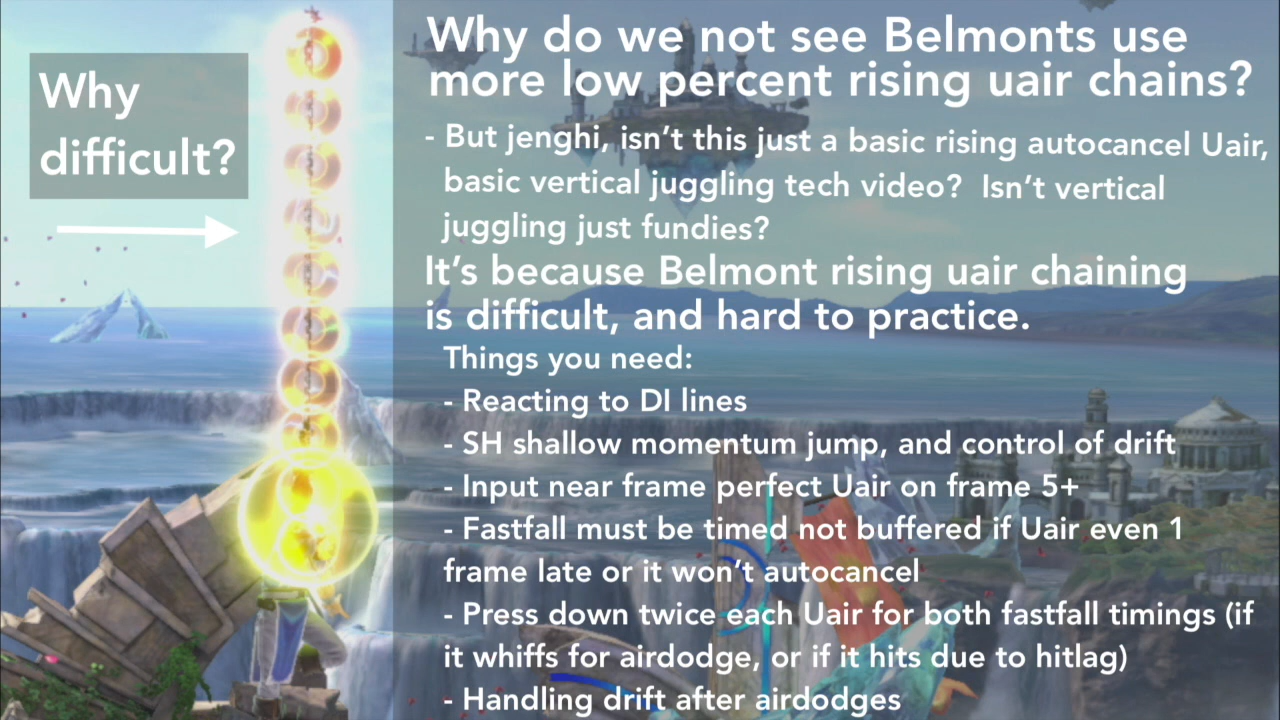 Why
difficult?
Why do we not see Belmonts use
more low percent rising uair chains?
- But jenghi, isn't this just a basic rising autocancel Uair,
basic vertical juggling tech video? Isn't vertical
juggling just fundies?
It's because Belmont rising uair chaining
is difficult, and hard to practice.
Things you need:
- Reacting to DI lines
- SH shallow momentum jump, and control of drift
- Input near frame perfect Uair on frame 5+
- Fastfall must be timed not buffered if Uair even 1
frame late or it won't autocancel
- Press down twice each Uair for both fastfall timings (if
it whiffs for airdodge, or if it hits due to hitlag)
- Handling drift after airdodges